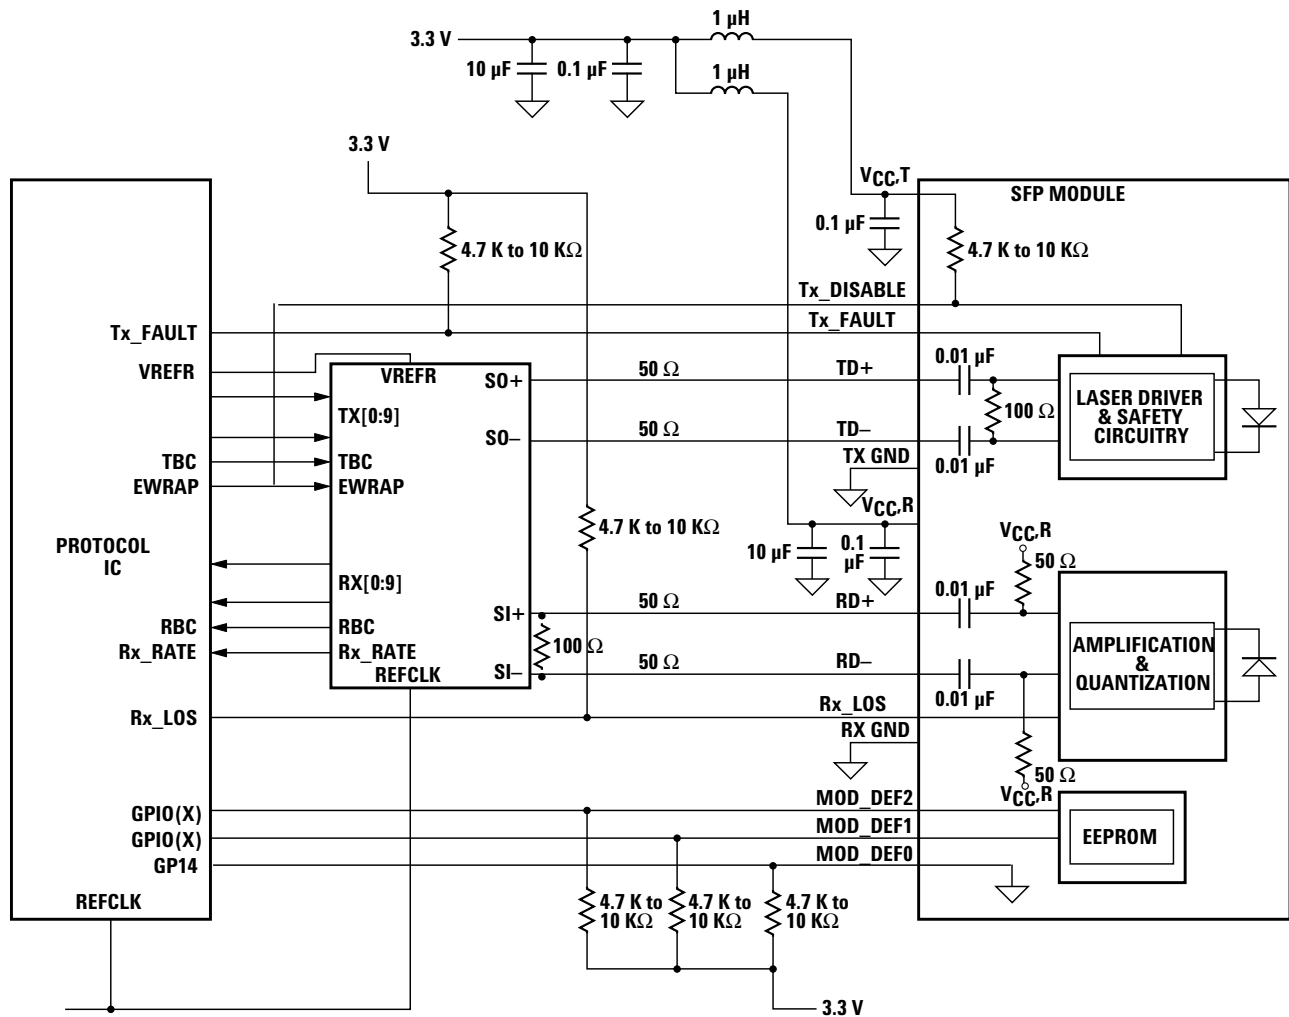 1 µH
3.3 V
10 µF
0.1 µF
1 µH
3.3 V
VCC,T
SFP MODULE
0.1 µF
4.7 K to 10 KΩ
4.7 K to 10 KΩ
Tx_DISABLE
Tx_FAULT
Tx_FAULT
VREFR
VREFR
SO+
50 Ω
TD+
0.01 µF
TX[0:9]
LASER DRIVER
& SAFETY
CIRCUITRY
100 Ω
SO–
50 Ω
TD–
0.01 µF
TX GND
TBC
TBC
EWRAP
EWRAP
VCC,R
4.7 K to 10 KΩ
10 µF
0.1
µF
VCC,R
50 Ω
PROTOCOL
IC
RX[0:9]
SI+
50 Ω
RD+
0.01 µF
RBC
RBC
100 Ω
Rx_RATE
Rx_RATE
REFCLK
SI–
50 Ω
RD–
0.01 µF
AMPLIFICATION
&
QUANTIZATION
Rx_LOS
Rx_LOS
RX GND
50 Ω
VCC,R
GPIO(X)
MOD_DEF2
GPIO(X)
MOD_DEF1
EEPROM
GP14
MOD_DEF0
REFCLK
4.7 K to
10 KΩ
4.7 K to
10 KΩ
4.7 K to
10 KΩ
3.3 V